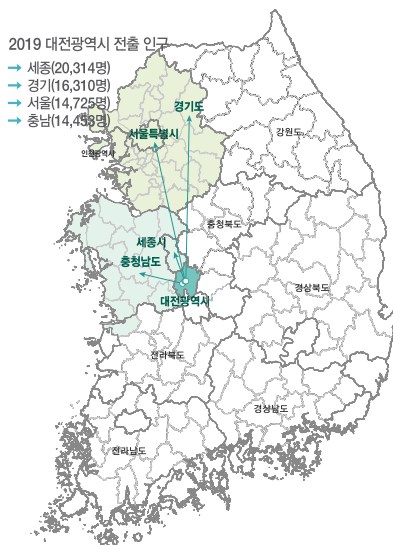 2019 대전광역시 전출 인구
세종(20,314명)
경기(16,310명)
서울(14,725명)
충남(14,453명)
경기도
서울특별시
인천광역시
강원도
충청북도
세종시
충청남도
대전광역시
경상북도
전라북도
경상남도
전라남도